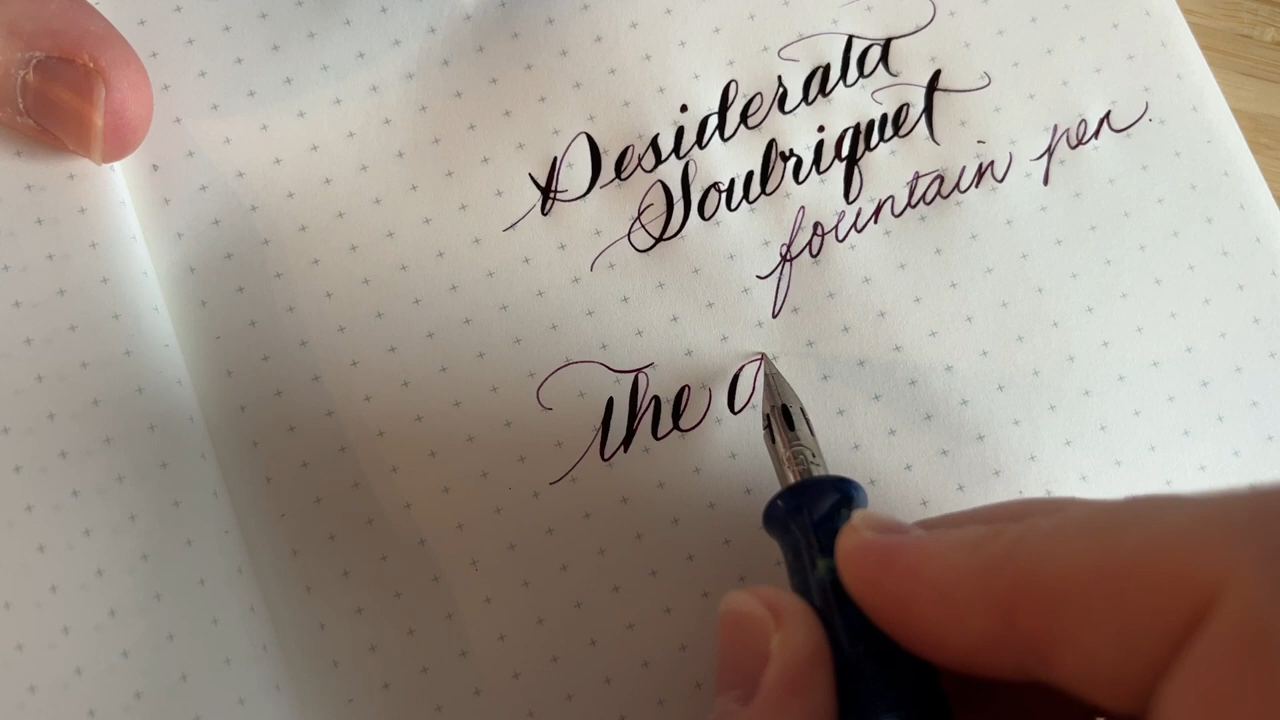 Desiderata
Soubriquet
fountain pen.
The